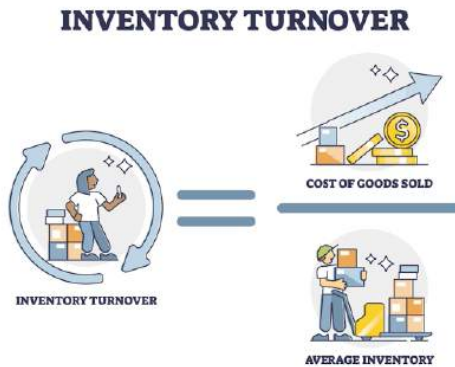 INVENTORY TURNOVER
INVENTORY TURNOVER
COST OF GOODS SOLD
AVERAGE INVENTORY